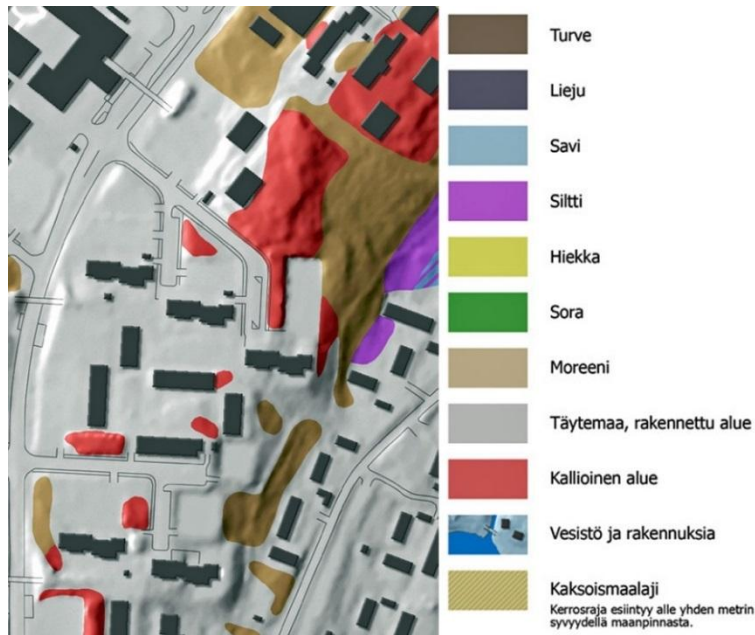 Turve
Lieju
Savi
Siltti
Hiekka
Sora
Moreeni
Täytemaa, rakennettu alue
Kallioinen alue
Vesistö ja rakennuksia
Kaksoismaalaji
Kerrosraja esiintyy alle yhden metrin
syvyydellä maanpinnasta.